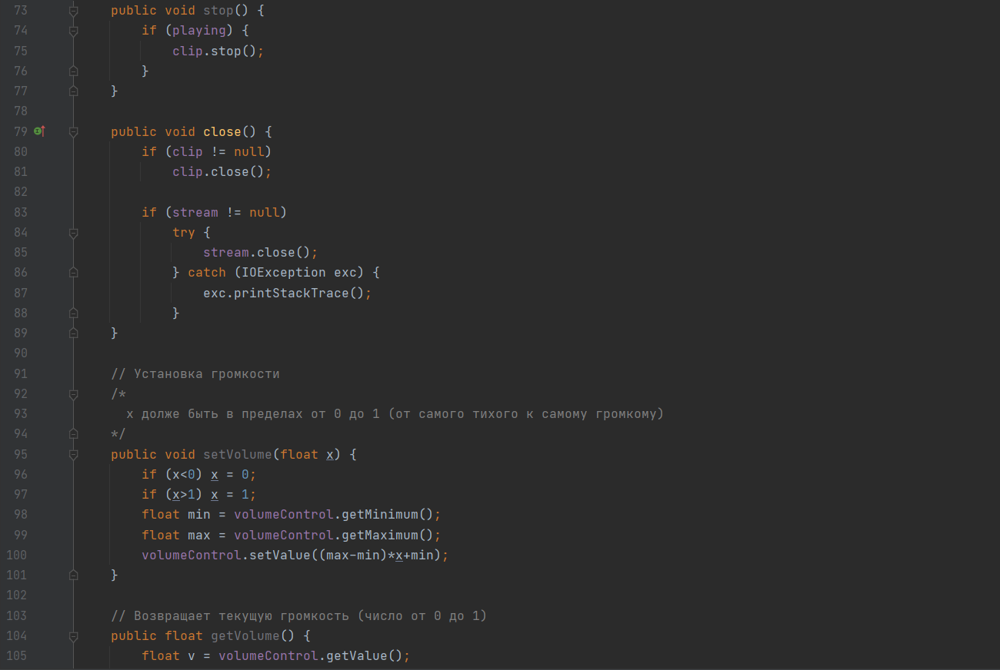 73 public void stop() {
74 if (playing) {
75 clip.stop();
76 }
77 }
78
79 public void close() {
80 if (clip != null)
81 clip.close();
82
83 if (stream != null)
84 try {
85 stream.close();
86 } catch (IOException exc) {
87 exc.printStackTrace();
88 }
89 }
90
91 // Установка громкости
92 /*
93 x долже быть в пределах от 0 до 1 (от самого тихого к самому громкому)
94 */
95 public void setVolume(float x) {
96 if (x<0) x = 0;
97 if (x>1) x = 1;
98 float min = volumeControl.getMinimum();
99 float max = volumeControl.getMaximum();
100 volumeControl.setValue((max-min)*x+min);
101 }
102
103 // Возвращает текущую громкость (число от 0 до 1)
104 public float getVolume() {
105 float v = volumeControl.getValue();